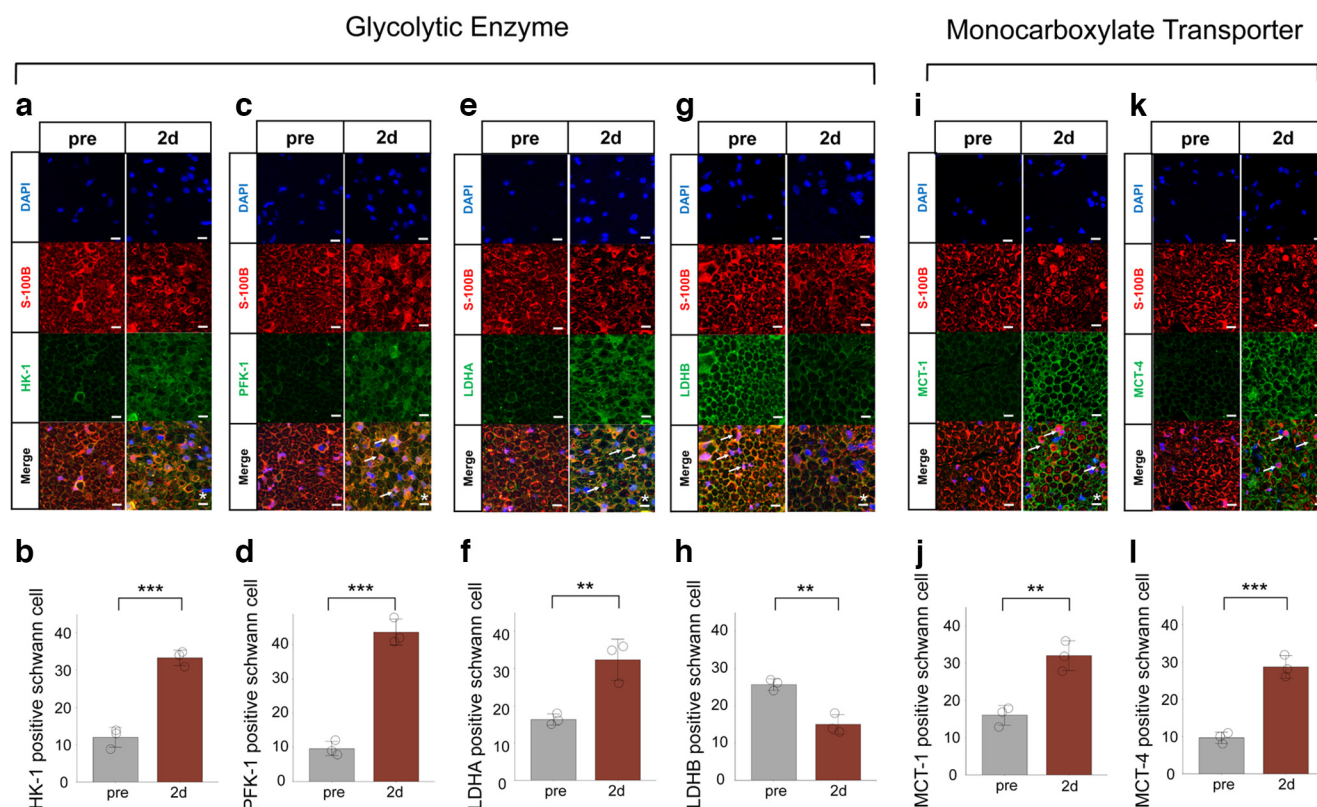 Glycolytic Enzyme
Monocarboxylate Transporter
a
c
e
g
i
k
pre 2d
pre 2d
pre 2d
pre 2d
pre 2d
pre 2d
DAPI
DAPI
DAPI
DAPI
DAPI
DAPI
S-100B
S-100B
S-100B
S-100B
S-100B
S-100B
HK-1
PFK-1
LDHA
LDHB
MCT-1
MCT-4
Merge
Merge
Merge
Merge
Merge
Merge
*
*
*
*
*
b
d
f
h
j
l
HK-1 positive schwann cell
***
40
30
20
10
0
pre 2d
PFK-1 positive schwann cell
***
40
30
20
10
0
pre 2d
LDHA positive schwann cell
**
50
40
30
20
10
0
pre 2d
LDHB positive schwann cell
**
40
30
20
10
0
pre 2d
MCT-1 positive schwann cell
**
40
30
20
10
0
pre 2d
MCT-4 positive schwann cell
***
40
30
20
10
0
pre 2d